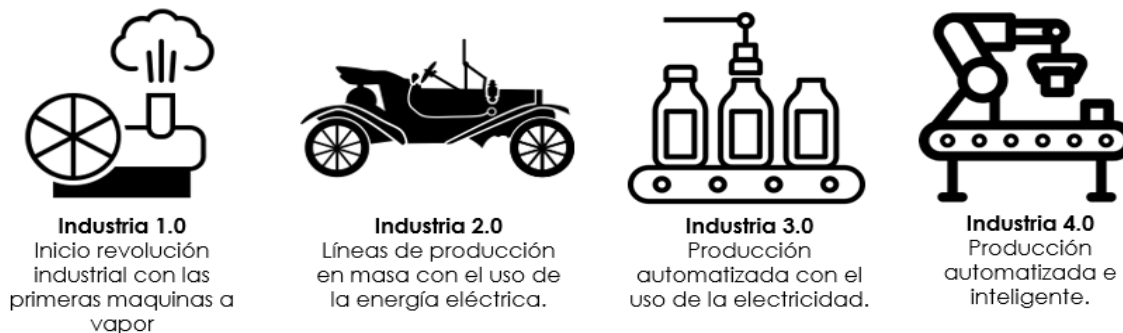 Industria 1.0
Inicio revolución
industrial con las
primeras maquinas a
vapor
Industria 2.0
Líneas de producción
en masa con el uso de
la energía eléctrica.
Industria 3.0
Producción
automatizada con el
uso de la electricidad.
Industria 4.0
Producción
automatizada e
inteligente.